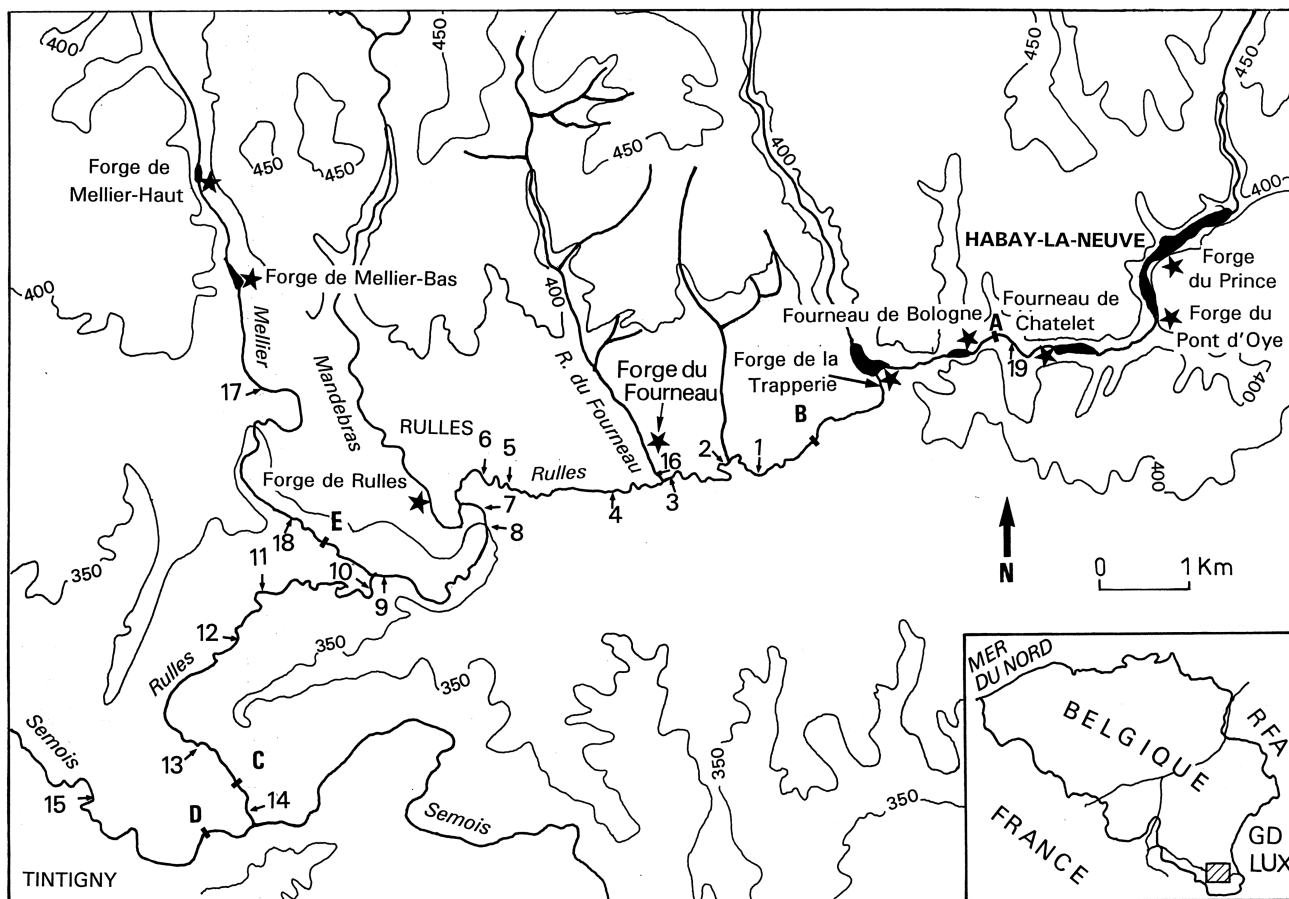 400
450
450
450
450
400
450
450
400
Forge de
Mellier-Haut
HABAY-LA-NEUVE
Forge
du Prince
400
Forge de Mellier-Bas
400
Fourneau de Bologne
A
Fourneau de
Chatelet
Forge du
Pont d'Oye
Mellier
Mandebras
R. du Fourneau
Forge du
Fourneau
Forge de la
Trapperie
19
400
17
B
RULLES
6
5
Rulles
16
2
1
400
Forge de Rulles
3
4
7
8
18
E
N
0
1 Km
350
11
10
9
12
350
350
Rulles
Semois
13
C
14
15
D
Semois
350
350
TINTIGNY
MER
DU NORD
BELGIQUE
RFA
FRANCE
GD
LUX